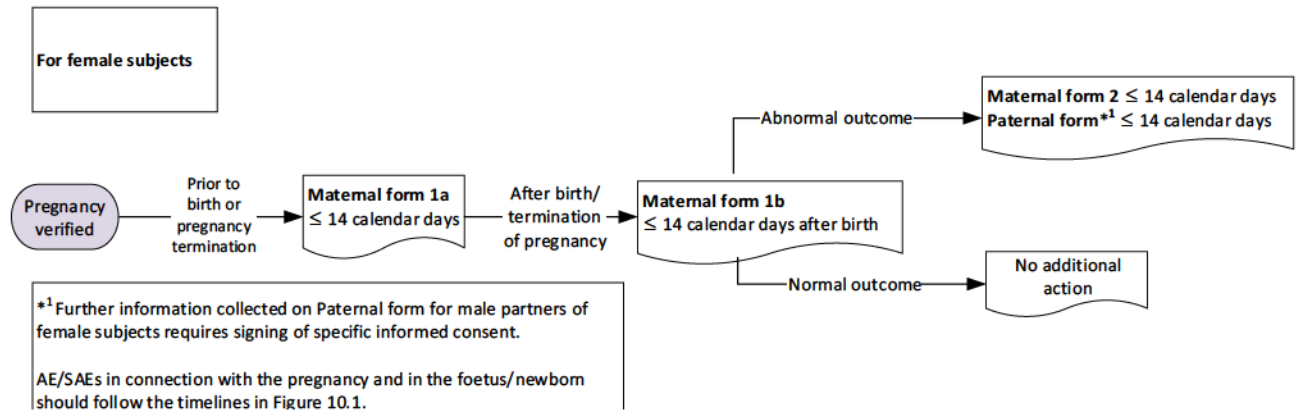 For female subjects
Pregnancy
verified
Prior to
birth or
pregnancy
termination
Maternal form 1a
≤ 14 calendar days
After birth/
termination
of pregnancy
Maternal form 1b
≤ 14 calendar days after birth
Abnormal outcome
Maternal form 2 ≤ 14 calendar days
Paternal form*¹ ≤ 14 calendar days
Normal outcome
No additional
action
*¹ Further information collected on Paternal form for male partners of
female subjects requires signing of specific informed consent.
AE/SAEs in connection with the pregnancy and in the foetus/newborn
should follow the timelines in Figure 10.1.